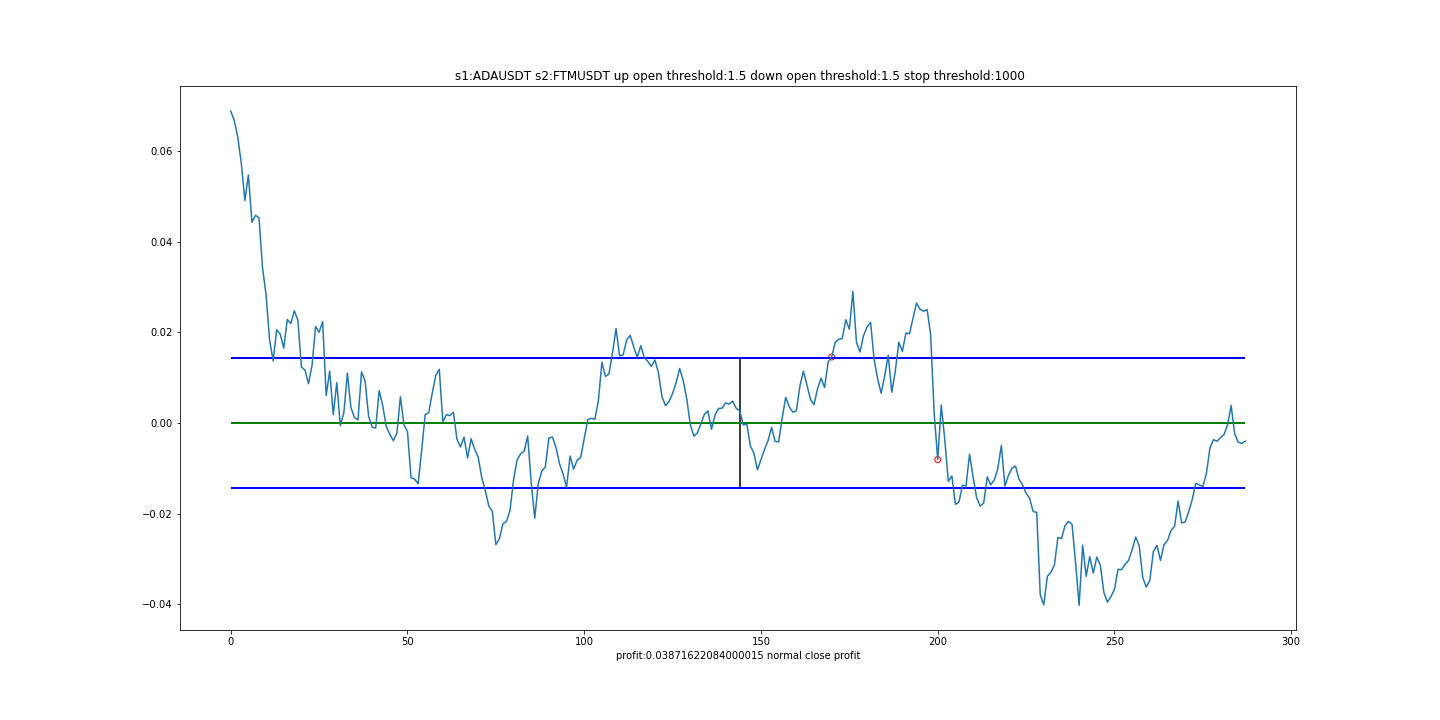 s1:ADAUSDT s2:FTMUSDT up open threshold:1.5 down open threshold:1.5 stop threshold:1000
0.06
0.04
0.02
0.00
−0.02
−0.04
0 50 100 150 200 250 300
profit:0.03871622084000015 normal close profit